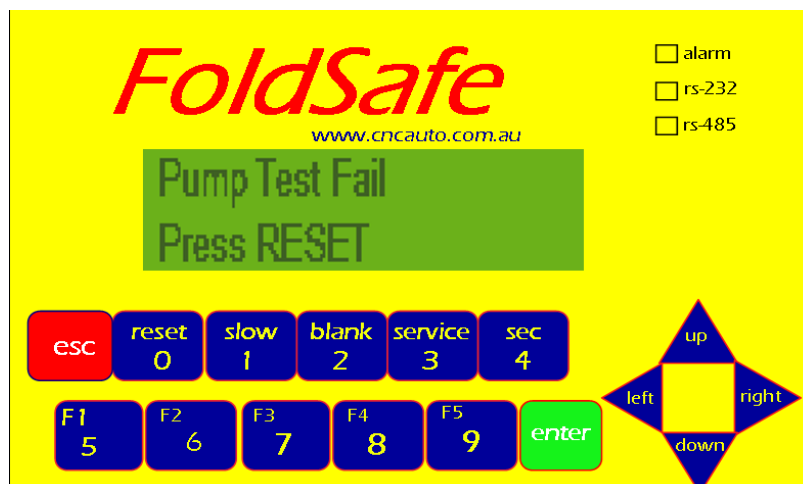 FoldSafe
www.cncauto.com.au
alarm
rs-232
rs-485
Pump Test Fail
Press RESET
esc
reset
0
slow
1
blank
2
service
3
sec
4
F1
5
F2
6
F3
7
F4
8
F5
9
enter
up
left
right
down